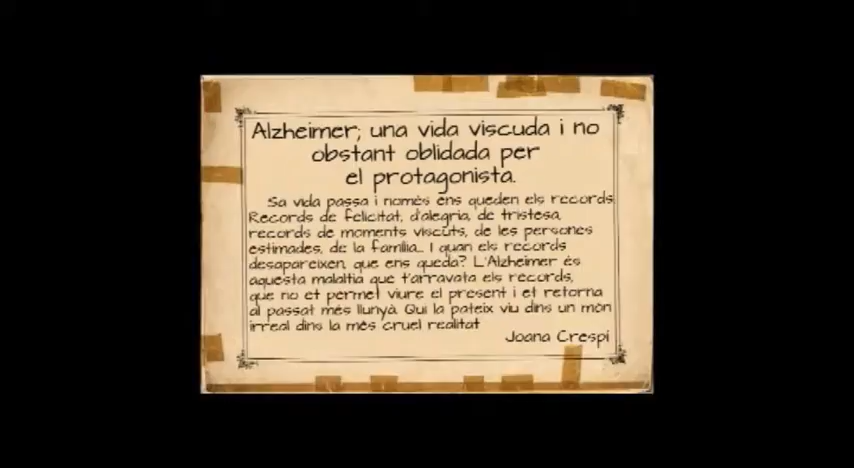 Alzheimer; una vida viscuda i no
obstant oblidada per
el protagonista.
Sa vida passa i només ens queden els records.
Records de felicitat, d'alegria, de tristesa,
records de moments viscuts, de les persones
estimades, de la família... I quan els records
desapareixen, que ens queda? L'Alzheimer és
aquesta malaltia que t'arravata els records,
que no et permet viure el present i et retorna
al passat més llunyà. Qui la pateix viu dins un món
irreal dins la més cruel realitat
Joana Crespi